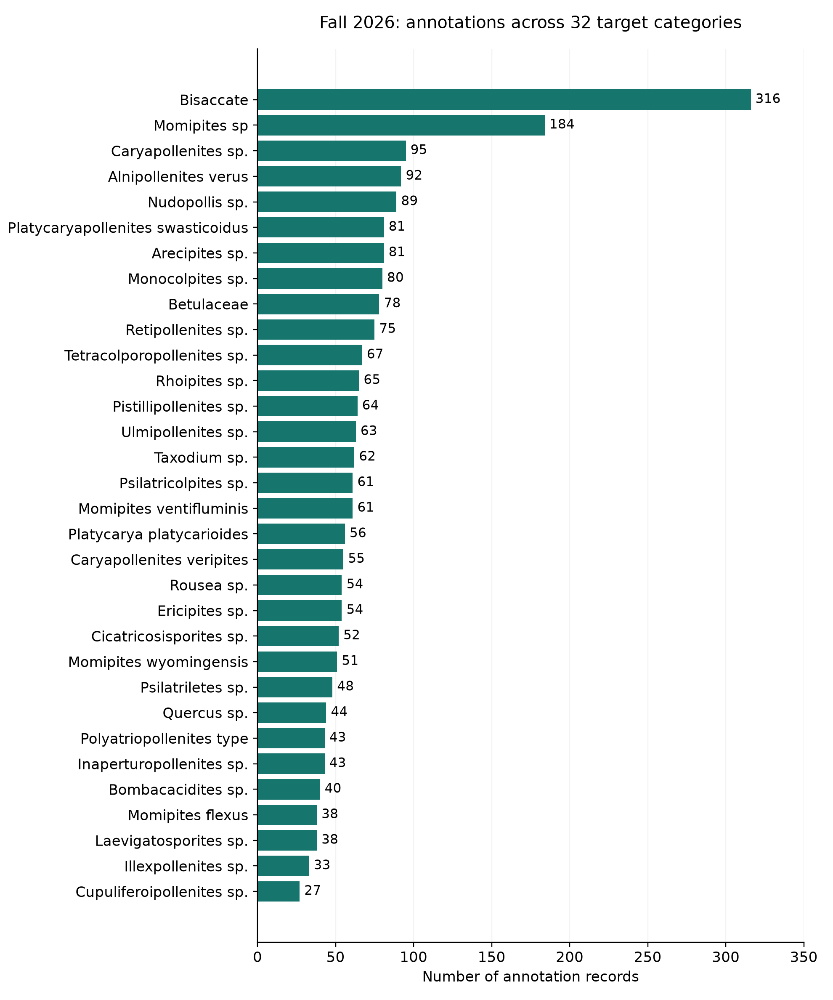 Fall 2026: annotations across 32 target categories
Bisaccate 316
Momipites sp 184
Caryapollenites sp. 95
Alnipollenites verus 92
Nudopollis sp. 89
Platycaryapollenites swasticoidus 81
Arecipites sp. 81
Monocolpites sp. 80
Betulaceae 78
Retipollenites sp. 75
Tetracolporopollenites sp. 67
Rhoipites sp. 65
Pistillipollenites sp. 64
Ulmipollenites sp. 63
Taxodium sp. 62
Psilatricolpites sp. 61
Momipites ventifluminis 61
Platycarya platycarioides 56
Caryapollenites veripites 55
Rousea sp. 54
Ericipites sp. 54
Cicatricosisporites sp. 52
Momipites wyomingensis 51
Psilatriletes sp. 48
Quercus sp. 44
Polyatriopollenites type 43
Inaperturopollenites sp. 43
Bombacacidites sp. 40
Momipites flexus 38
Laevigatosporites sp. 38
Illexpollenites sp. 33
Cupuliferoipollenites sp. 27
0 50 100 150 200 250 300 350
Number of annotation records